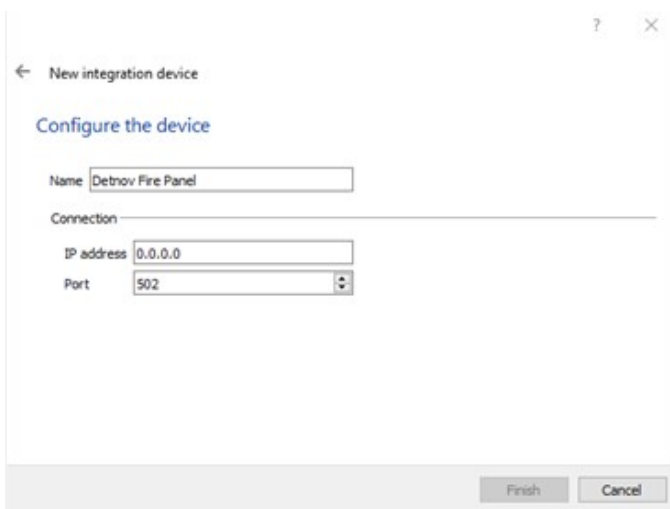 ?
New integration device
Configure the device
Name Detnov Fire Panel
Connection
IP address 0.0.0.0
Port 502
Finish Cancel